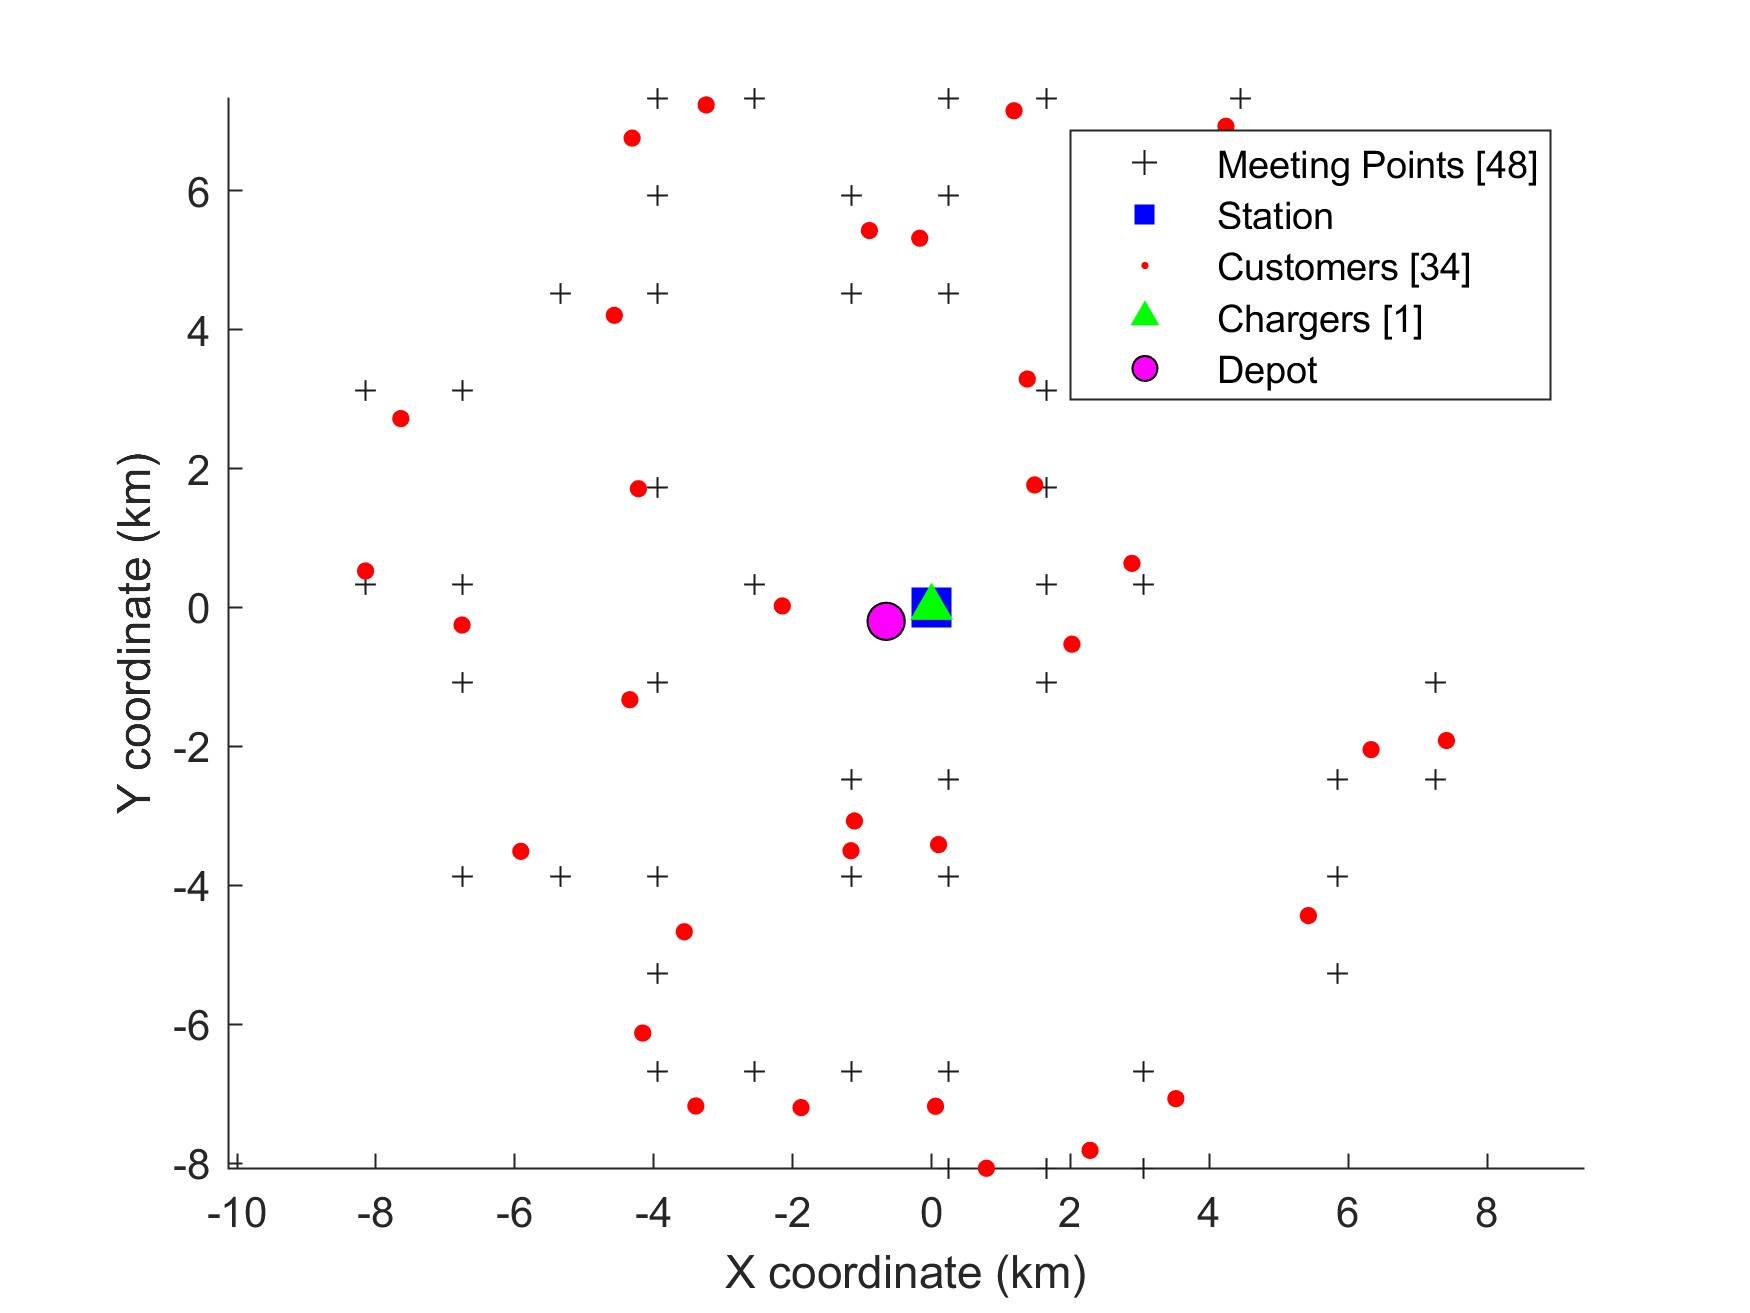 Meeting Points [48]
Station
Customers [34]
Chargers [1]
Depot
6
4
2
0
-2
-4
-6
-8
Y coordinate (km)
-10 -8 -6 -4 -2 0 2 4 6 8
X coordinate (km)